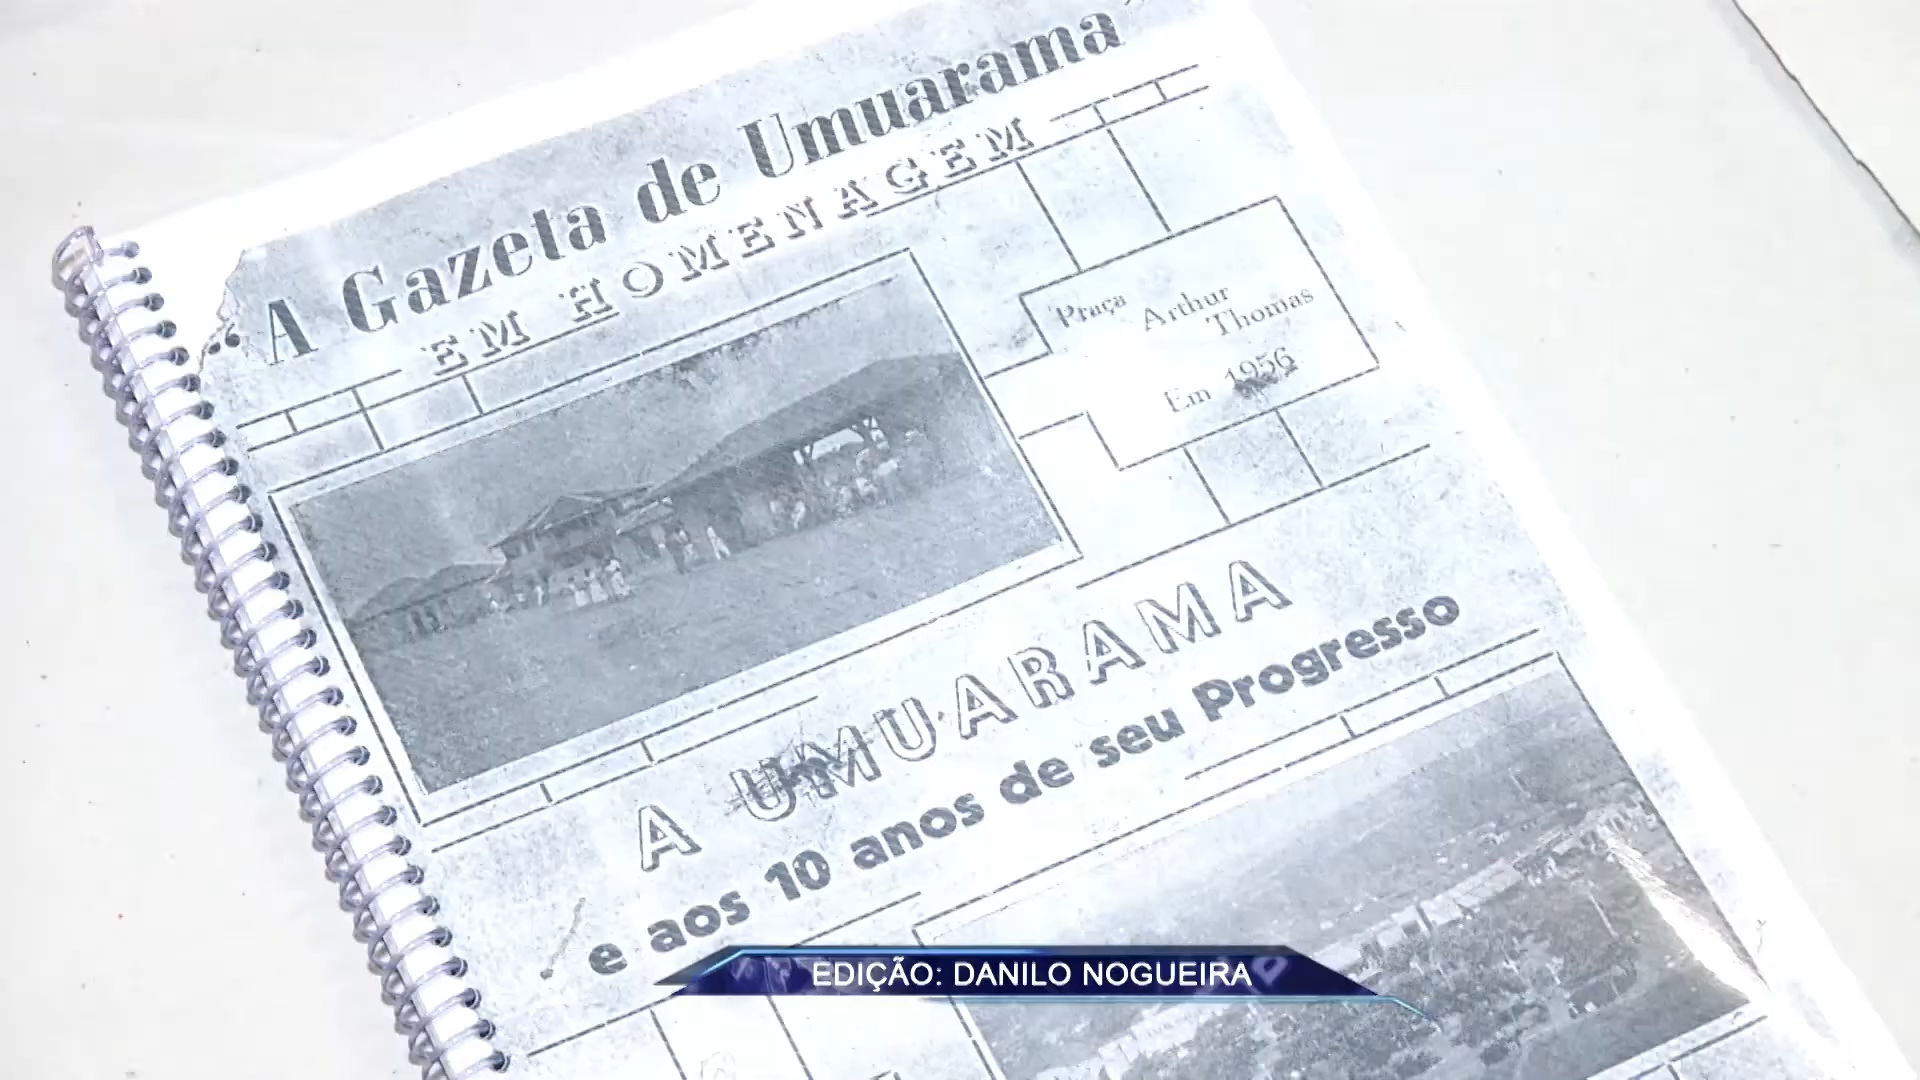 "A Gazeta de Umuarama"
EM HOMENAGEM
Praça Arthur
Thomas
Em 1956
A UMUARAMA
e aos 10 anos de seu Progresso
EDIÇÃO: DANILO NOGUEIRA